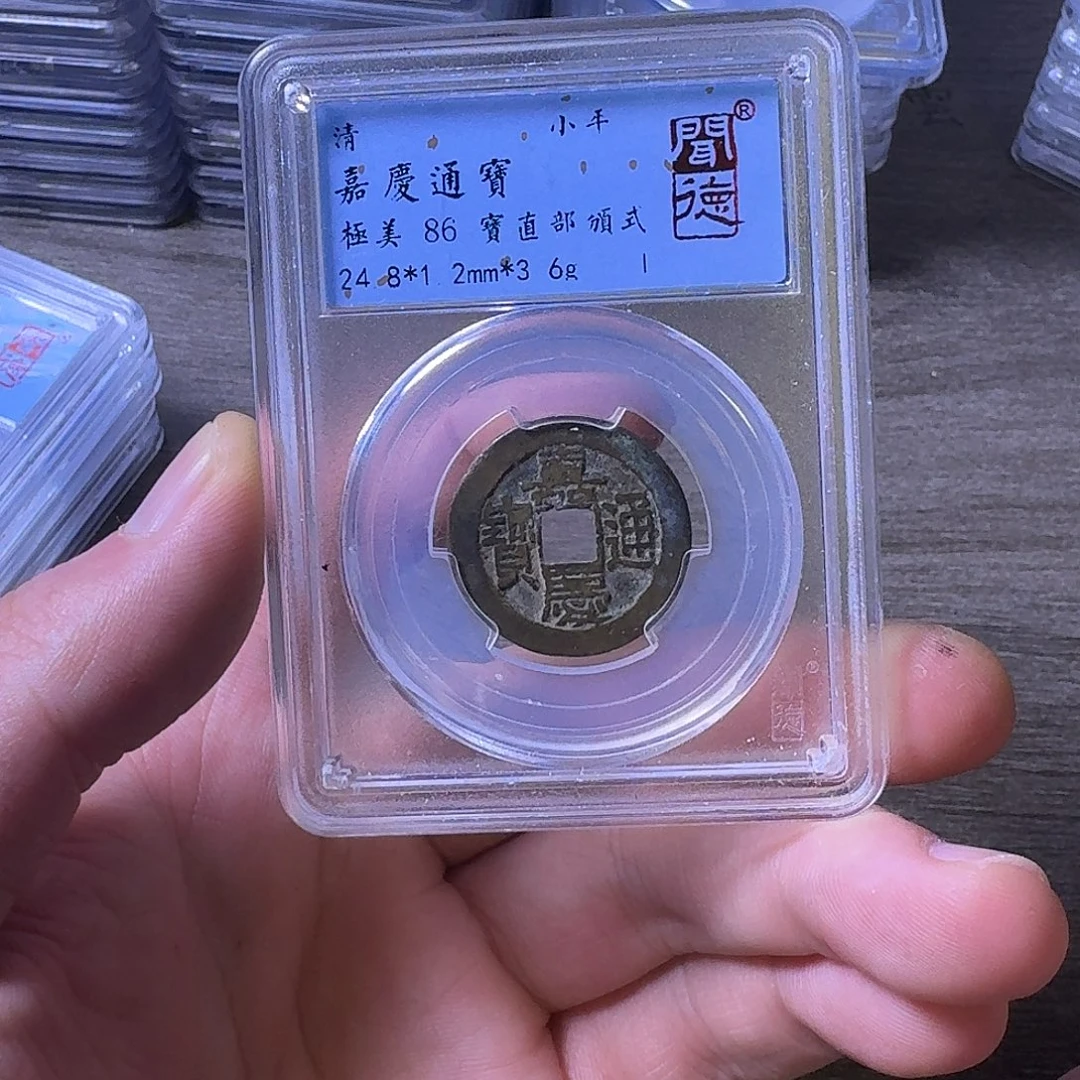 清 小平
嘉慶通寶
極美 86 寶直部頒式
24.8*1.2mm*3.6g
聞德®
嘉慶通寶
德®